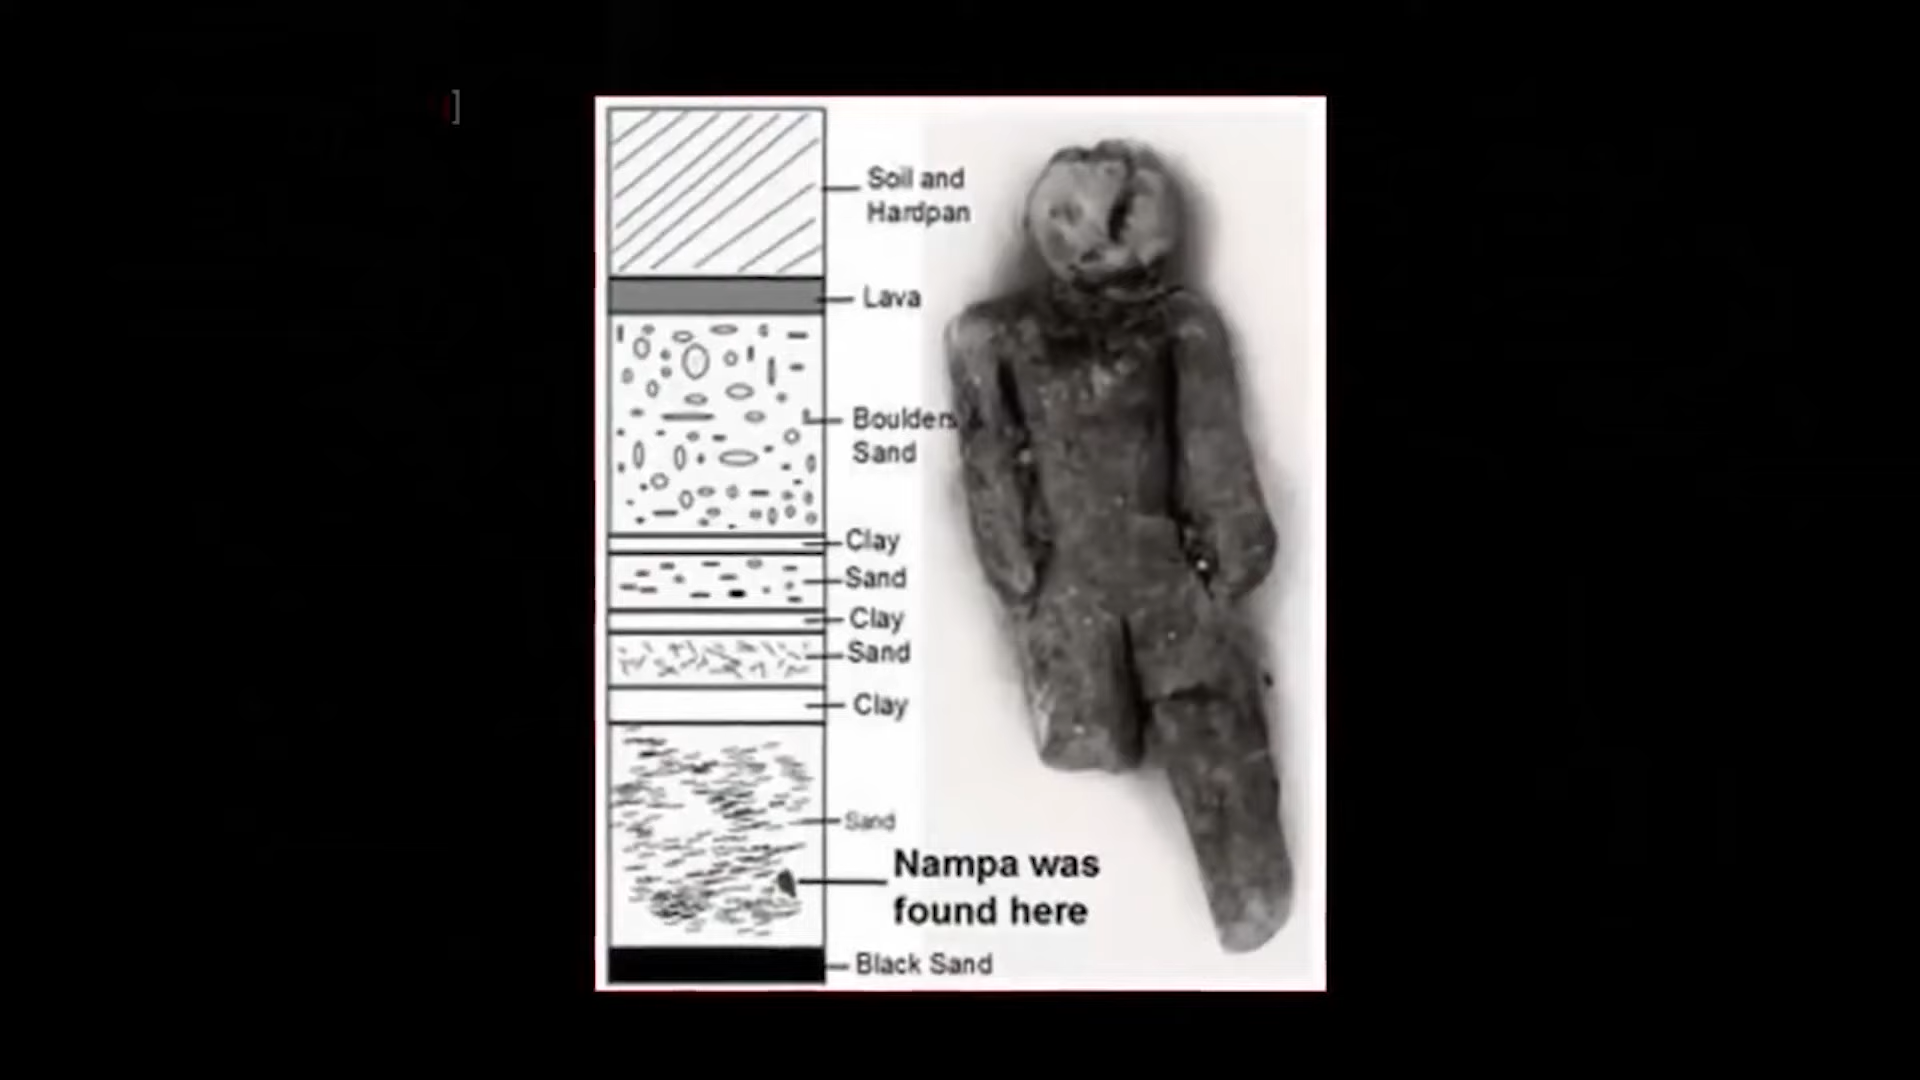 ]
Soil and
Hardpan
Lava
Boulders &
Sand
Clay
Sand
Clay
Sand
Clay
Sand
Nampa was
found here
Black Sand